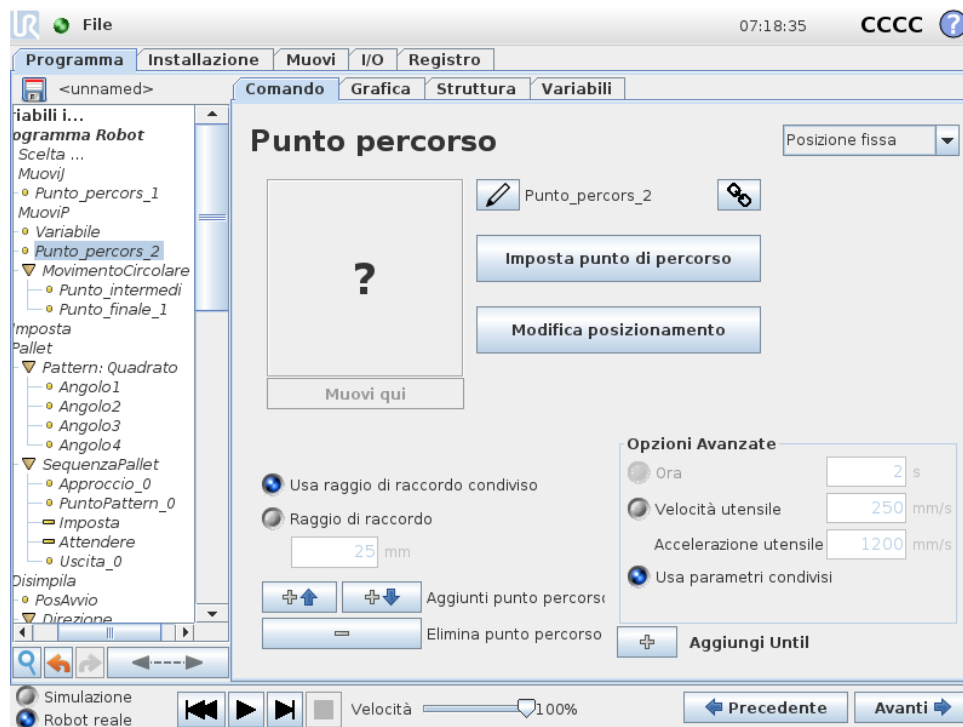 UR File 07:18:35 CCCC ?
Programma Installazione Muovi I/O Registro
<unnamed>
Comando Grafica Struttura Variabili
riabili i...
ogramma Robot
Scelta ...
MuoviJ
Punto_percors_1
MuoviP
Variabile
Punto_percors_2
MovimentoCircolare
Punto_intermedi
Punto_finale_1
Imposta
Pallet
Pattern: Quadrato
Angolo1
Angolo2
Angolo3
Angolo4
SequenzaPallet
Approccio_0
PuntoPattern_0
Imposta
Attendere
Uscita_0
Disimpila
PosAvvio
Direzione
Punto percorso
Posizione fissa
?
Punto_percors_2
Imposta punto di percorso
Modifica posizionamento
Muovi qui
Usa raggio di raccordo condiviso
Raggio di raccordo
25 mm
Aggiunti punto percorso
Elimina punto percorso
Opzioni Avanzate
Ora 2 s
Velocità utensile 250 mm/s
Accelerazione utensile 1200 mm/s
Usa parametri condivisi
Aggiungi Until
Simulazione
Robot reale
Velocità 100%
Precedente Avanti